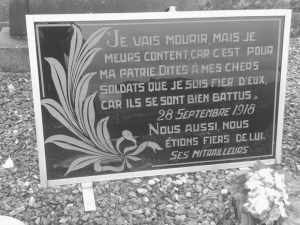 "JE VAIS MOURIR, MAIS JE
MEURS CONTENT, CAR C'EST POUR
MA PATRIE. DITES À MES CHERS
SOLDATS QUE JE SUIS FIER D'EUX,
CAR ILS SE SONT BIEN BATTUS"
28 SEPTEMBRE 1918
NOUS AUSSI, NOUS
ÉTIONS FIERS DE LUI.
SES MITRAILLEURS